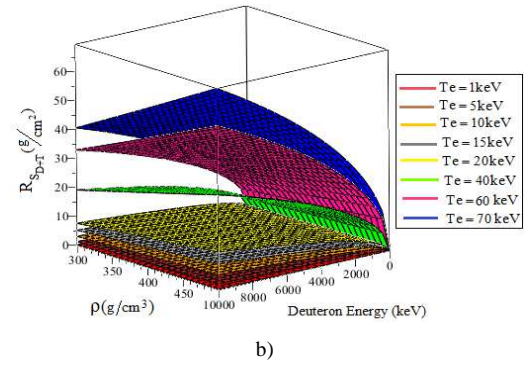 60
50
40
30
20
10
0
R_{S_{D+T}} (g/cm²)
300
350
400
450
ρ(g/cm³)
10000
8000
6000
4000
2000
0
Deuteron Energy (keV)
Te = 1keV
Te = 5keV
Te = 10keV
Te = 15keV
Te = 20keV
Te = 40keV
Te = 60 keV
Te = 70 keV
b)